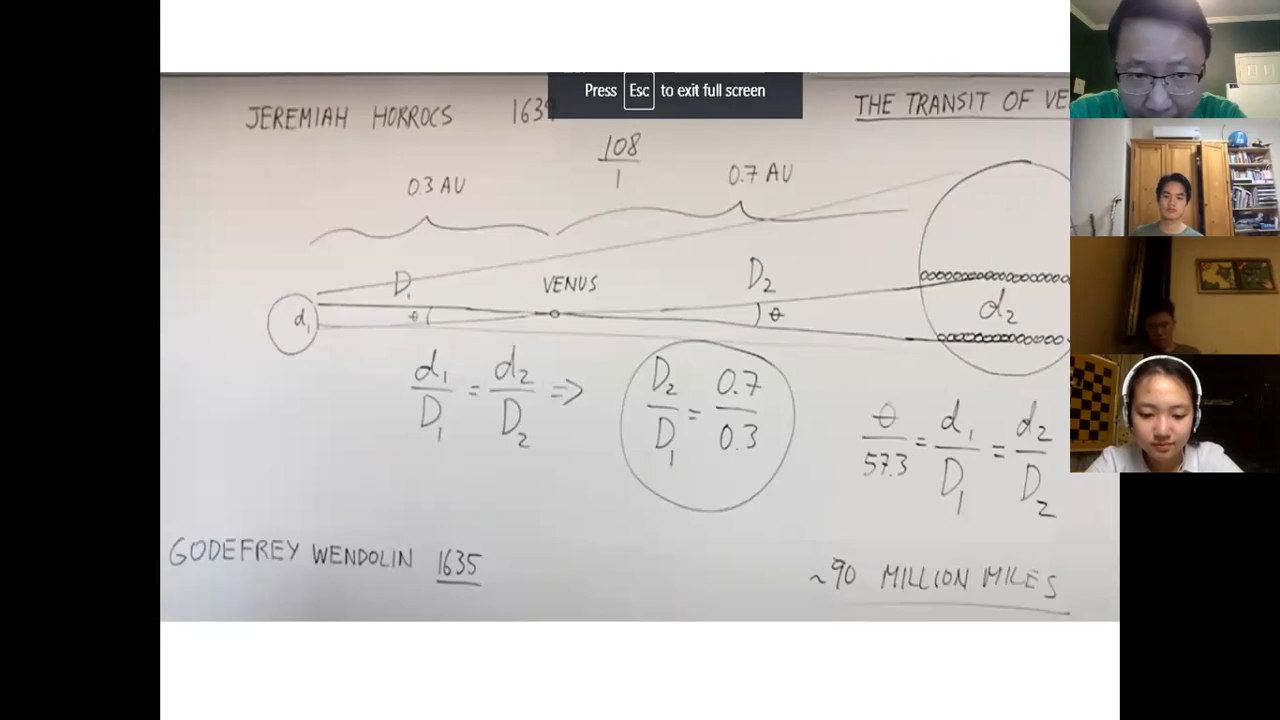 Press Esc to exit full screen
JEREMIAH HORROCS 1639
THE TRANSIT OF VE
108
1
0.3 AU
0.7 AU
D1
VENUS
D2
d1
θ
θ
d2
d1/D1 = d2/D2 =>
D2/D1 = 0.7/0.3
θ/57.3 = d1/D1 = d2/D2
GODEFREY WENDOLIN 1635
~90 MILLION MILES